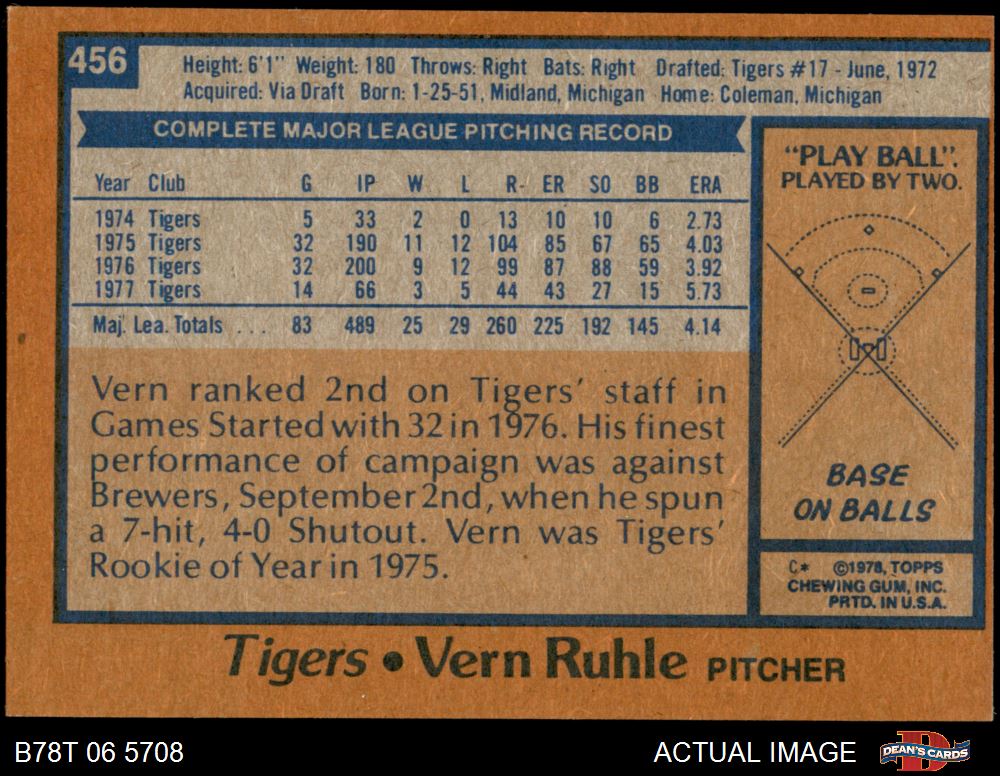 456
Height: 6'1" Weight: 180 Throws: Right Bats: Right Drafted: Tigers #17 - June, 1972
Acquired: Via Draft Born: 1-25-51, Midland, Michigan Home: Coleman, Michigan
COMPLETE MAJOR LEAGUE PITCHING RECORD
Year Club G IP W L R ER SO BB ERA
1974 Tigers 5 33 2 0 13 10 10 6 2.73
1975 Tigers 32 190 11 12 104 85 67 65 4.03
1976 Tigers 32 200 9 12 99 87 88 59 3.92
1977 Tigers 14 66 3 5 44 43 27 15 5.73
Maj. Lea. Totals . . . 83 489 25 29 260 225 192 145 4.14
Vern ranked 2nd on Tigers' staff in
Games Started with 32 in 1976. His finest
performance of campaign was against
Brewers, September 2nd, when he spun
a 7-hit, 4-0 Shutout. Vern was Tigers'
Rookie of Year in 1975.
"PLAY BALL".
PLAYED BY TWO.
BASE
ON BALLS
C* ©1978, TOPPS
CHEWING GUM, INC.
PRTD. IN U.S.A.
Tigers • Vern Ruhle PITCHER
B78T 06 5708
ACTUAL IMAGE
DEAN'S CARDS